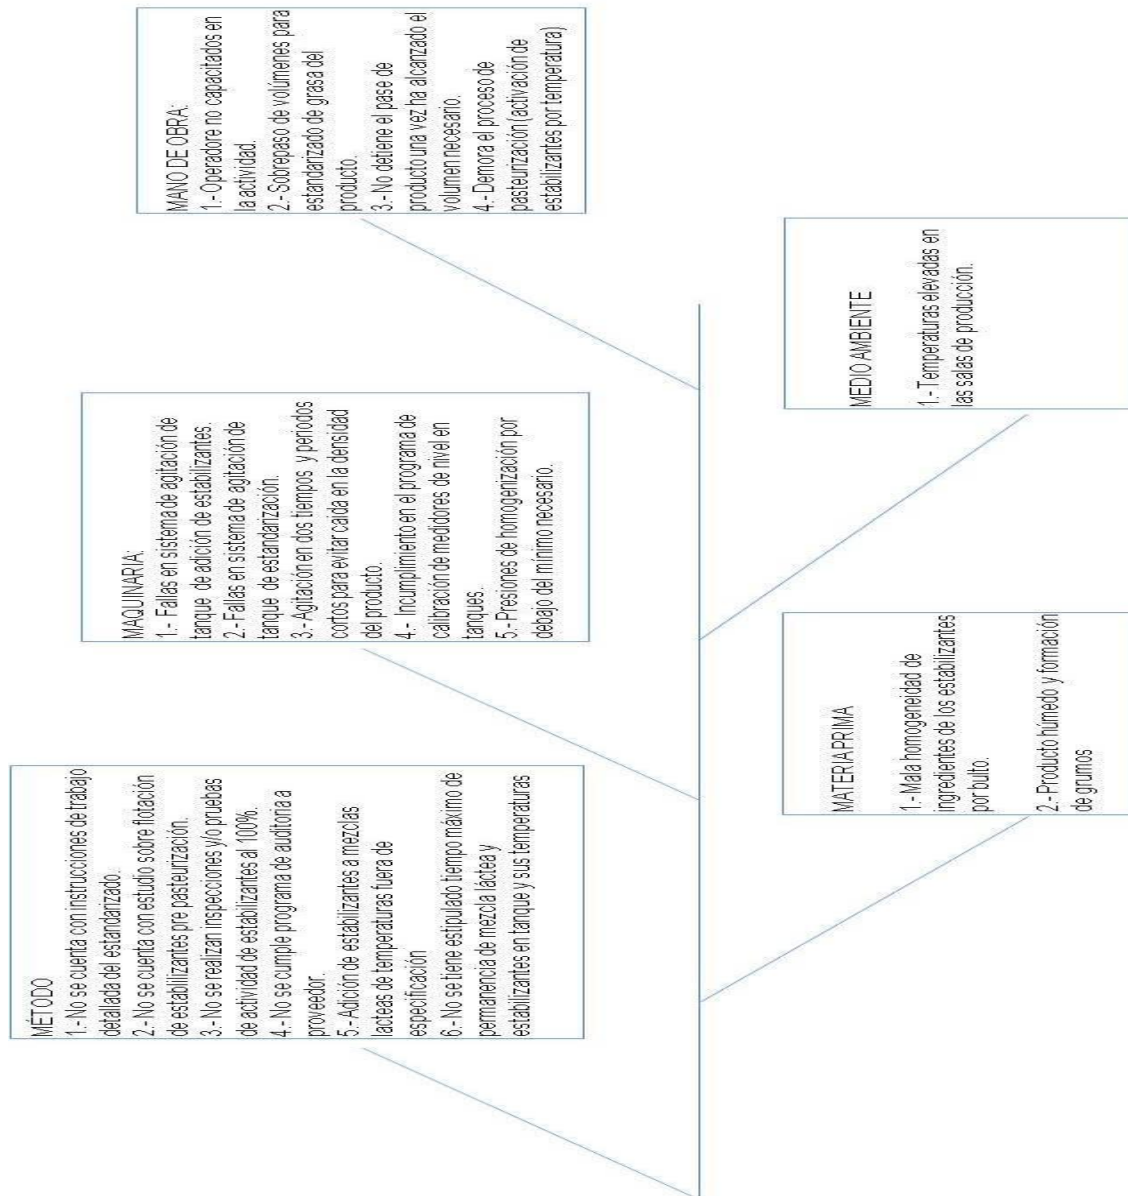 MÉTODO
1.- No se cuenta con instrucciones de trabajo
detallada del estandarizado.
2.- No se cuenta con estudio sobre flotación
de establilizantes pre pasteurización.
3.- No se realizan inspecciones y/o pruebas
de actividad de estabilizantes al 100%.
4.- No se cumple programa de auditoria a
proveedor.
5.- Adición de estabilizantes a mezclas
lacteas de temperaturas fuera de
especificación
6.- No se tiene estipulado tiempo máximo de
permanencia de mezcla láctea y
estabilizantes en tanque y sus temperaturas
MAQUINARIA:
1.- Fallas en sistema de agitación de
tanque de adición de estabilizantes.
2.- Fallas en sistema de agitación de
tanque de estandarización.
3.- Agitación en dos tiempos y periodos
cortos para evitar caida en la densidad
del producto.
4.- Incumplimiento en el programa de
calibración de medidores de nivel en
tanques.
5.- Presiones de homogenización por
debajo del mínimo necesario.
MANO DE OBRA:
1.- Operadore no capacitados en
la actividad.
2.- Sobrepaso de volúmenes para
estandarizado de grasa del
producto.
3.- No detiene el pase de
producto una vez ha alcanzado el
volumen necesario.
4.- Demora el proceso de
pasteurización (activación de
estabilizantes por temperatura)
MATERIA PRIMA
1.- Mala homogeneidad de
ingredientes de los estabilizantes
por bulto.
2.- Producto húmedo y formación
de grumos
MEDIO AMBIENTE
1.- Temperaturas elevadas en
las salas de producción.